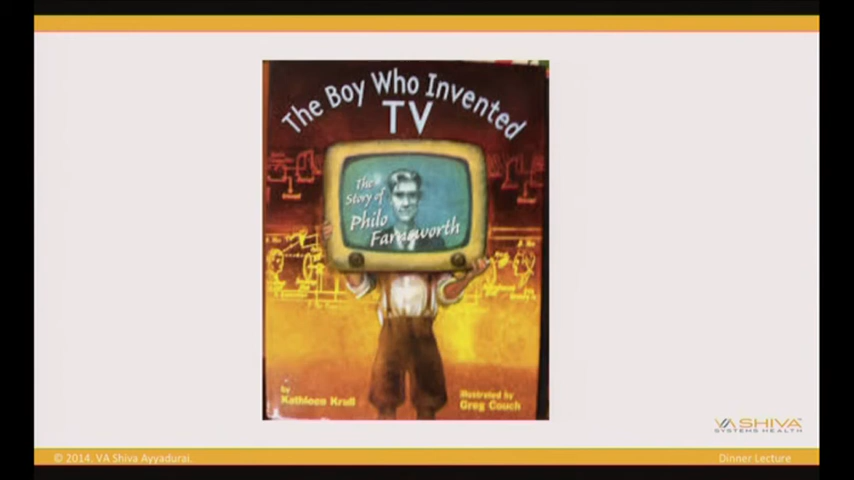 The Boy Who Invented
TV
The
Story of
Philo
Farnsworth
by
Kathleen Krull
Illustrated by
Greg Couch
VA SHIVA
SYSTEMS HEALTH
© 2014. VA Shiva Ayyadurai.
Dinner Lecture